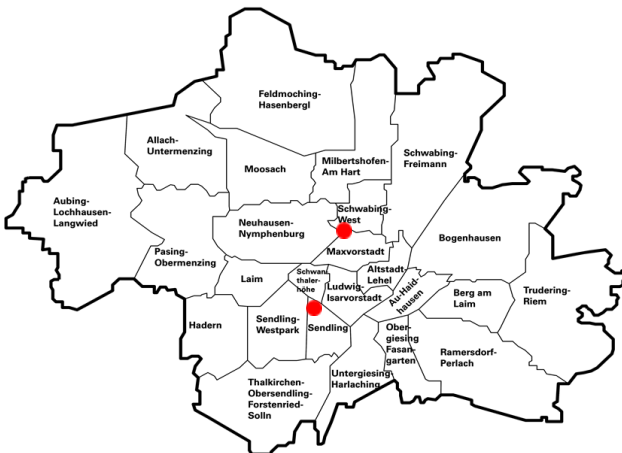 Feldmoching-
Hasenbergl
Allach-
Untermenzing
Moosach
Milbertshofen-
Am Hart
Schwabing-
Freimann
Aubing-
Lochhausen-
Langwied
Pasing-
Obermenzing
Neuhausen-
Nymphenburg
Schwabing-
West
Maxvorstadt
Bogenhausen
Laim
Schwan-
thaler-
höhe
Ludwig-
Isarvorstadt
Altstadt-
Lehel
Au-Haid-
hausen
Berg am
Laim
Trudering-
Riem
Hadern
Sendling-
Westpark
Sendling
Ober-
giesing
Fasan-
garten
Ramersdorf-
Perlach
Untergiesing-
Harlaching
Thalkirchen-
Obersendling-
Forstenried-
Solln